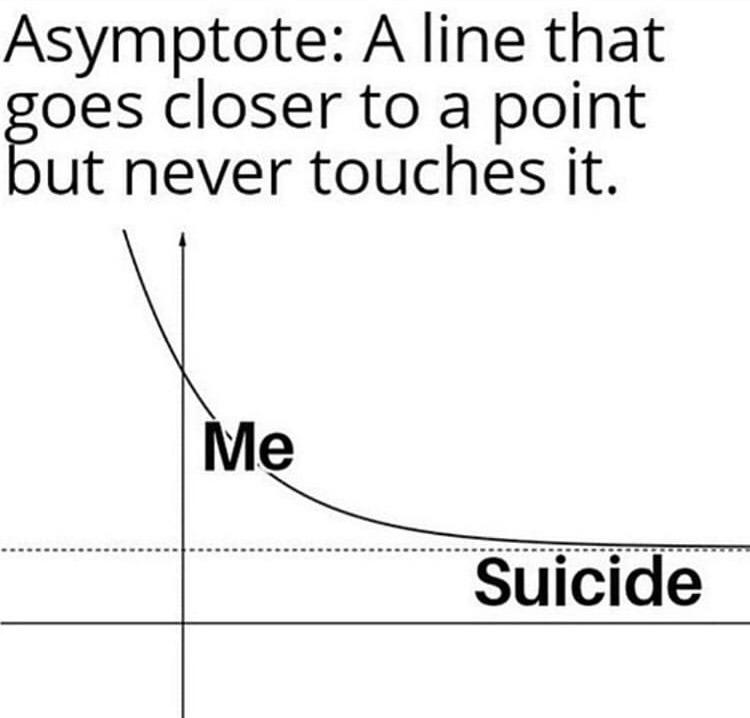 Asymptote: A line that
goes closer to a point
but never touches it.
Me
Suicide